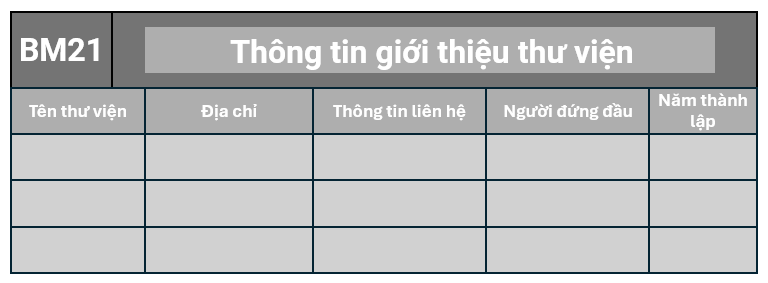 BM21
Thông tin giới thiệu thư viện
Tên thư viện
Địa chỉ
Thông tin liên hệ
Người đứng đầu
Năm thành
lập